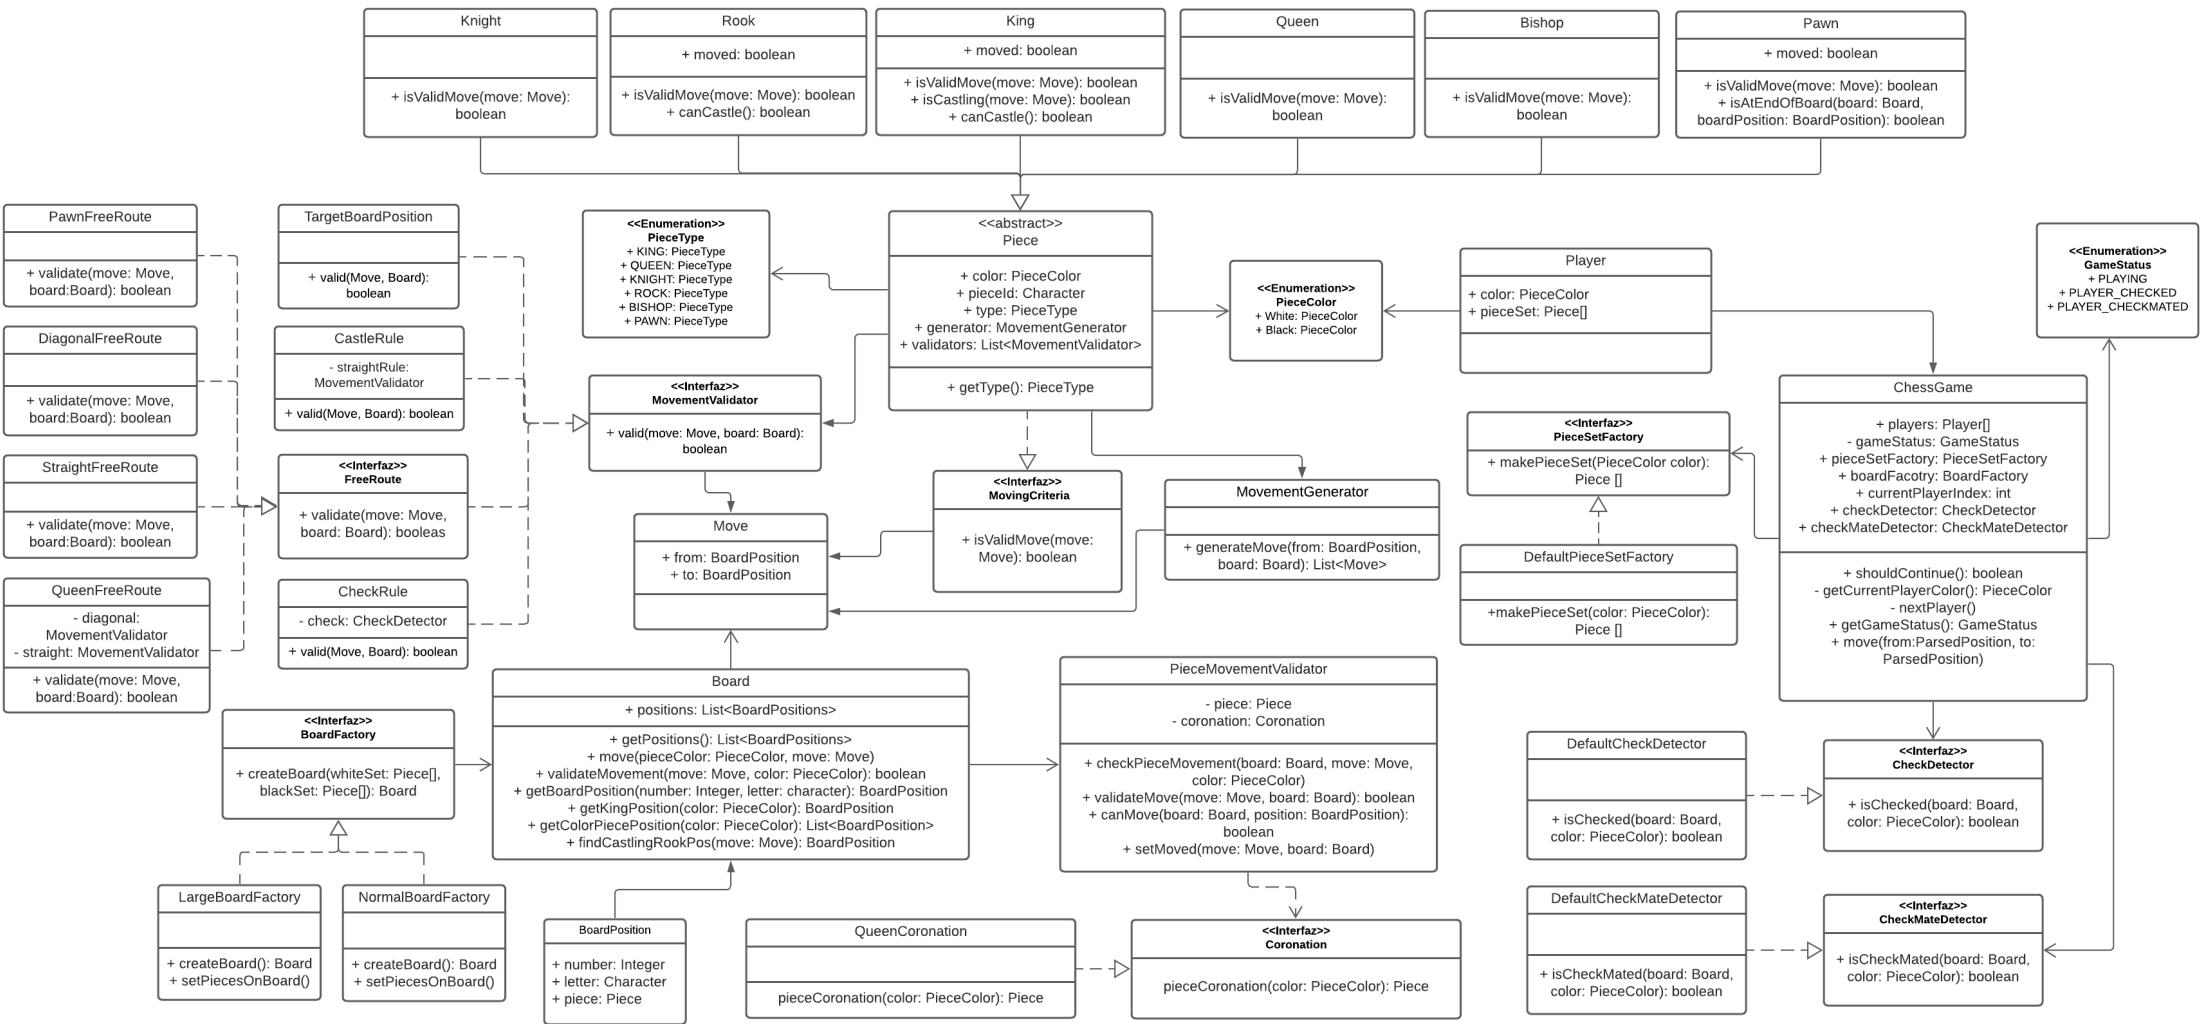 Knight
+ isValidMove(move: Move):
boolean
Rook
+ moved: boolean
+ isValidMove(move: Move): boolean
+ canCastle(): boolean
King
+ moved: boolean
+ isValidMove(move: Move): boolean
+ isCastling(move: Move): boolean
+ canCastle(): boolean
Queen
+ isValidMove(move: Move):
boolean
Bishop
+ isValidMove(move: Move):
boolean
Pawn
+ moved: boolean
+ isValidMove(move: Move): boolean
+ isAtEndOfBoard(board: Board,
boardPosition: BoardPosition): boolean
PawnFreeRoute
+ validate(move: Move,
board:Board): boolean
TargetBoardPosition
+ valid(Move, Board):
boolean
<<Enumeration>>
PieceType
+ KING: PieceType
+ QUEEN: PieceType
+ KNIGHT: PieceType
+ ROCK: PieceType
+ BISHOP: PieceType
+ PAWN: PieceType
<<abstract>>
Piece
+ color: PieceColor
+ pieceId: Character
+ type: PieceType
+ generator: MovementGenerator
+ validators: List<MovementValidator>
+ getType(): PieceType
<<Enumeration>>
PieceColor
+ White: PieceColor
+ Black: PieceColor
Player
+ color: PieceColor
+ pieceSet: Piece[]
<<Enumeration>>
GameStatus
+ PLAYING
+ PLAYER_CHECKED
+ PLAYER_CHECKMATED
DiagonalFreeRoute
+ validate(move: Move,
board:Board): boolean
CastleRule
- straightRule:
MovementValidator
+ valid(Move, Board): boolean
<<Interfaz>>
MovementValidator
+ valid(move: Move, board: Board):
boolean
ChessGame
+ players: Player[]
- gameStatus: GameStatus
+ pieceSetFactory: PieceSetFactory
+ boardFacotry: BoardFactory
+ currentPlayerIndex: int
+ checkDetector: CheckDetector
+ checkMateDetector: CheckMateDetector
+ shouldContinue(): boolean
- getCurrentPlayerColor(): PieceColor
- nextPlayer()
+ getGameStatus(): GameStatus
+ move(from:ParsedPosition, to:
ParsedPosition)
<<Interfaz>>
PieceSetFactory
+ makePieceSet(PieceColor color):
Piece []
StraightFreeRoute
+ validate(move: Move,
board:Board): boolean
<<Interfaz>>
FreeRoute
+ validate(move: Move,
board: Board): booleas
<<Interfaz>>
MovingCriteria
+ isValidMove(move:
Move): boolean
MovementGenerator
+ generateMove(from: BoardPosition,
board: Board): List<Move>
Move
+ from: BoardPosition
+ to: BoardPosition
DefaultPieceSetFactory
+makePieceSet(color: PieceColor):
Piece []
QueenFreeRoute
- diagonal:
MovementValidator
- straight: MovementValidator
+ validate(move: Move,
board:Board): boolean
CheckRule
- check: CheckDetector
+ valid(Move, Board): boolean
Board
+ positions: List<BoardPositions>
+ getPositions(): List<BoardPositions>
+ move(pieceColor: PieceColor, move: Move)
+ validateMovement(move: Move, color: PieceColor): boolean
+ getBoardPosition(number: Integer, letter: character): BoardPosition
+ getKingPosition(color: PieceColor): BoardPosition
+ getColorPiecePosition(color: PieceColor): List<BoardPosition>
+ findCastlingRookPos(move: Move): BoardPosition
PieceMovementValidator
- piece: Piece
- coronation: Coronation
+ checkPieceMovement(board: Board, move: Move,
color: PieceColor)
+ validateMove(move: Move, board: Board): boolean
+ canMove(board: Board, position: BoardPosition):
boolean
+ setMoved(move: Move, board: Board)
<<Interfaz>>
BoardFactory
+ createBoard(whiteSet: Piece[],
blackSet: Piece[]): Board
DefaultCheckDetector
+ isChecked(board: Board,
color: PieceColor): boolean
<<Interfaz>>
CheckDetector
+ isChecked(board: Board,
color: PieceColor): boolean
LargeBoardFactory
+ createBoard(): Board
+ setPiecesOnBoard()
NormalBoardFactory
+ createBoard(): Board
+ setPiecesOnBoard()
BoardPosition
+ number: Integer
+ letter: Character
+ piece: Piece
QueenCoronation
pieceCoronation(color: PieceColor): Piece
<<Interfaz>>
Coronation
pieceCoronation(color: PieceColor): Piece
DefaultCheckMateDetector
+ isCheckMated(board: Board,
color: PieceColor): boolean
<<Interfaz>>
CheckMateDetector
+ isCheckMated(board: Board,
color: PieceColor): boolean